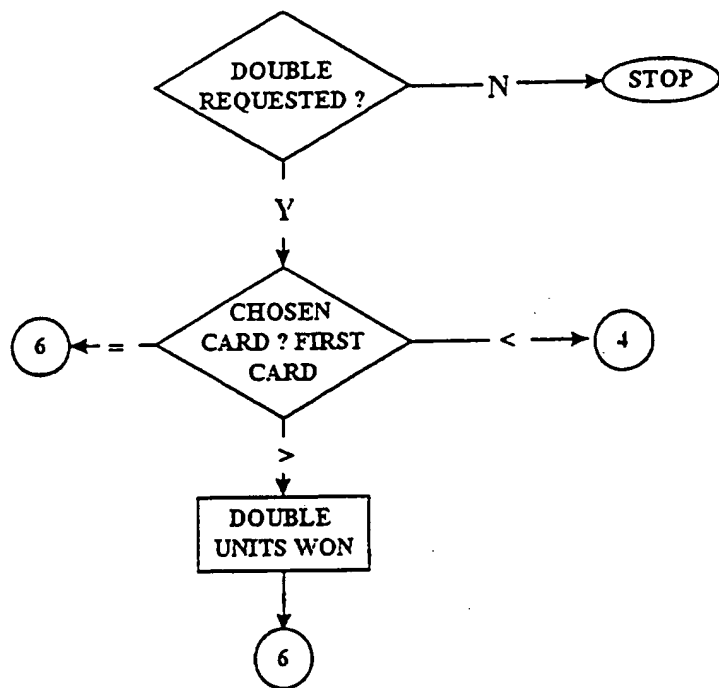 DOUBLE
REQUESTED ?
N
STOP
Y
CHOSEN
CARD ? FIRST
CARD
6
=
<
4
>
DOUBLE
UNITS WON
6